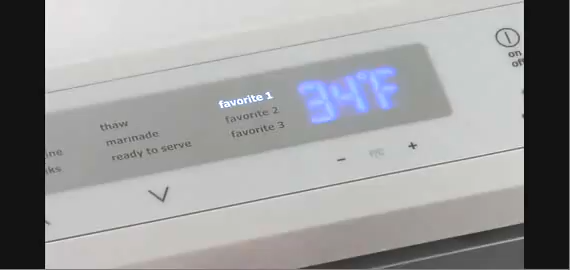 favorite 1
thaw
favorite 2
marinade
favorite 3
ready to serve
34°F
on
off
- °F/°C +